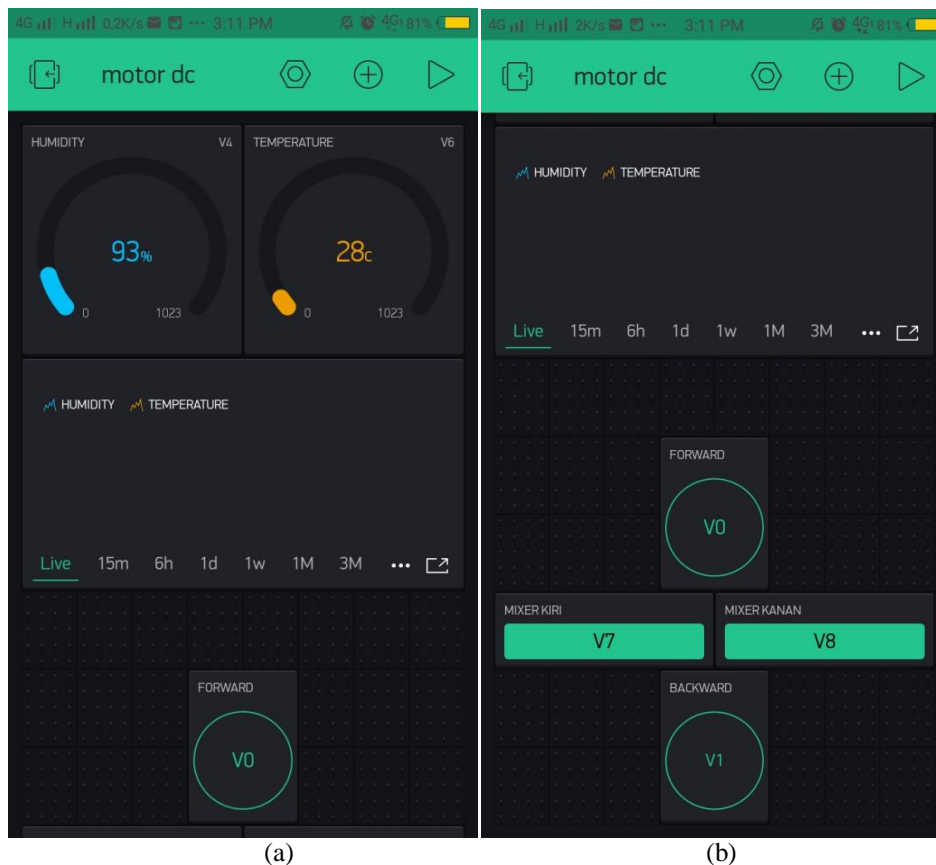 4G H 0,2K/s ··· 3:11 PM 4G 81%
motor dc
HUMIDITY V4 TEMPERATURE V6
93% 28c
0 1023 0 1023
HUMIDITY TEMPERATURE
Live 15m 6h 1d 1w 1M 3M ···
FORWARD
V0
(a)
4G H 2K/s ··· 3:11 PM 4G 81%
motor dc
HUMIDITY TEMPERATURE
Live 15m 6h 1d 1w 1M 3M ···
FORWARD
V0
MIXER KIRI MIXER KANAN
V7 V8
BACKWARD
V1
(b)